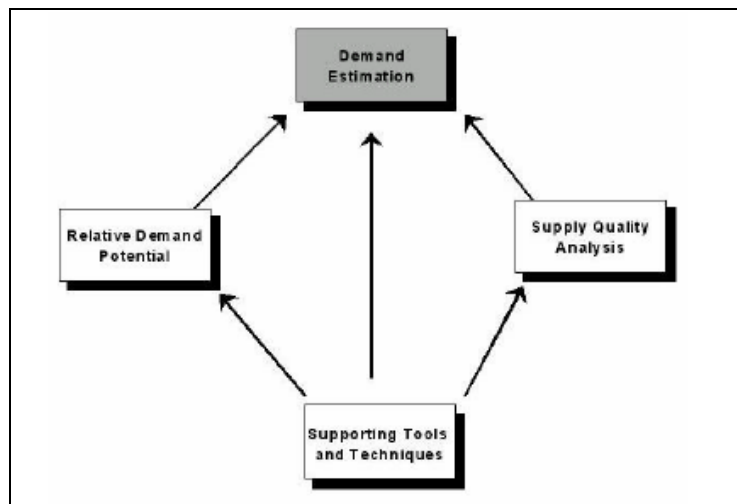 Demand
Estimation
Relative Demand
Potential
Supply Quality
Analysis
Supporting Tools
and Techniques